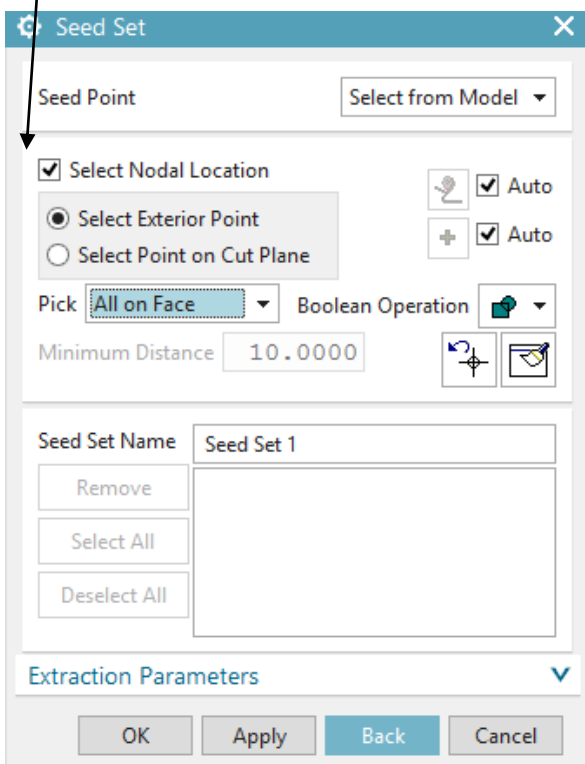 Seed Set
Seed Point Select from Model
Select Nodal Location
Auto
Select Exterior Point
Auto
Select Point on Cut Plane
Pick All on Face Boolean Operation
Minimum Distance 10.0000
Seed Set Name Seed Set 1
Remove
Select All
Deselect All
Extraction Parameters
OK Apply Back Cancel